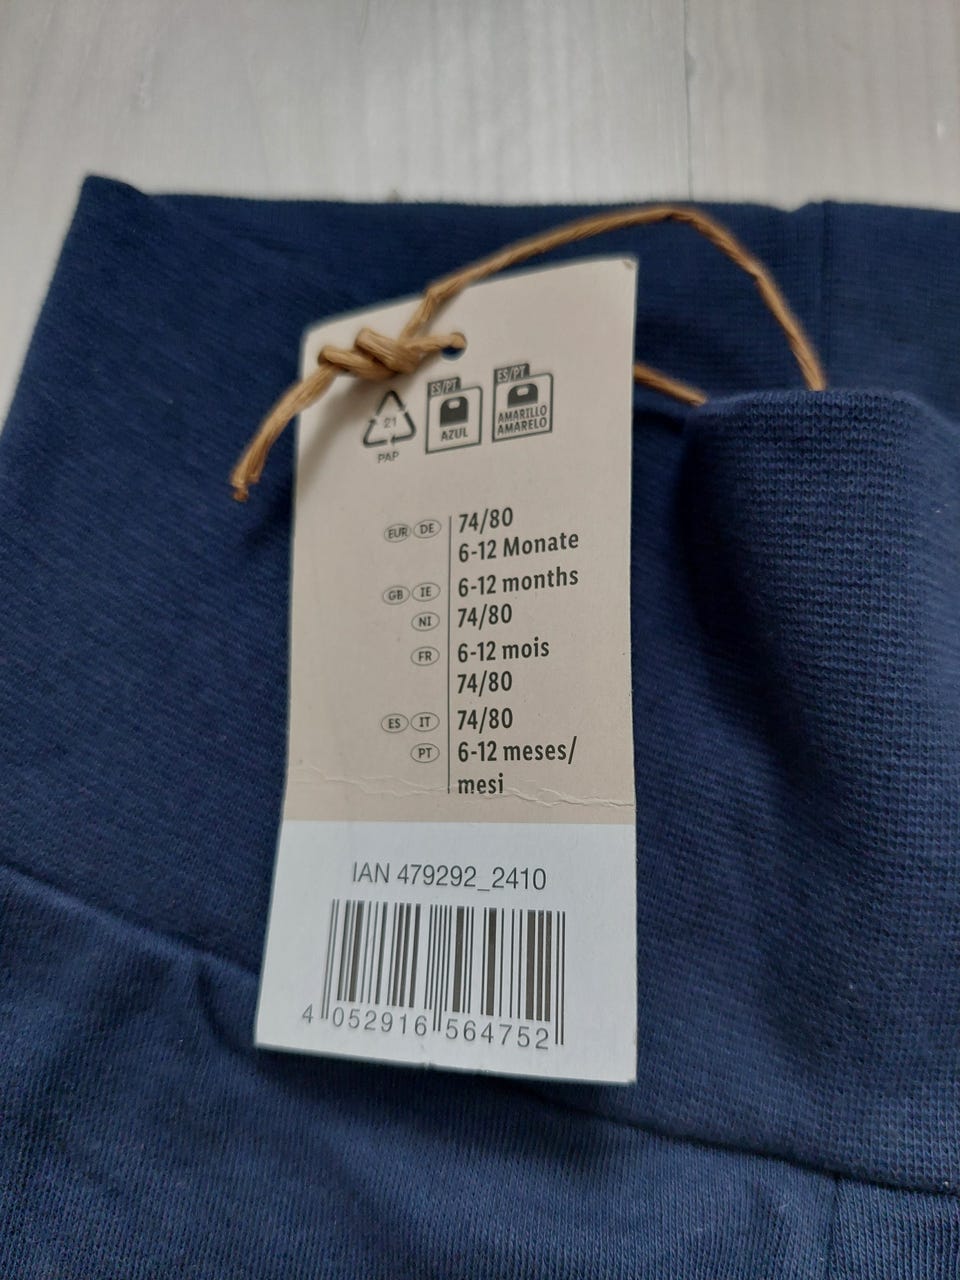 21
PAP
ES/PT
AZUL
ES/PT
AMARILLO
AMARELO
EUR DE 74/80
6-12 Monate
GB IE 6-12 months
NI 74/80
FR 6-12 mois
74/80
ES IT 74/80
PT 6-12 meses/
mesi
IAN 479292_2410
4 052916 564752